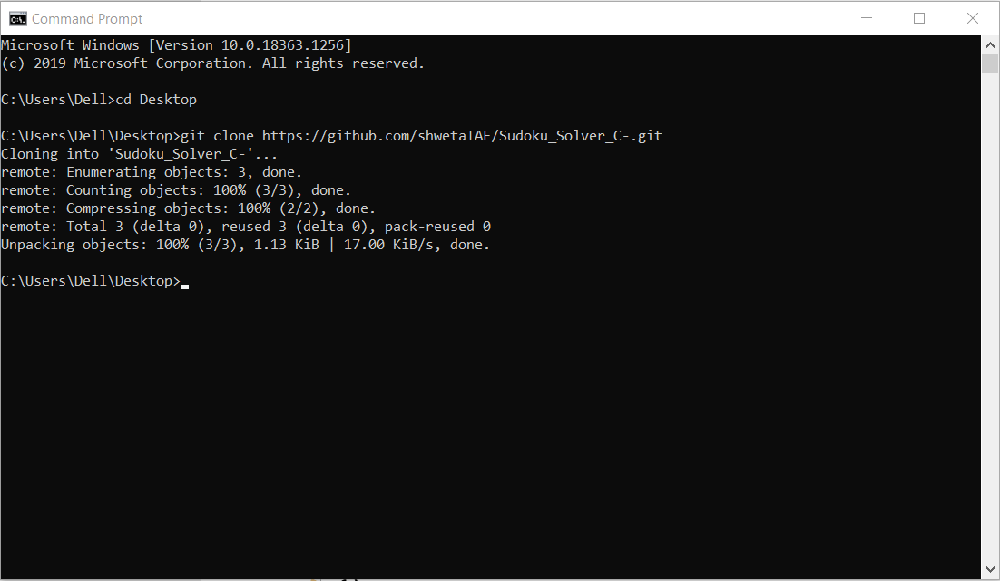 Command Prompt
Microsoft Windows [Version 10.0.18363.1256]
(c) 2019 Microsoft Corporation. All rights reserved.
C:\Users\Dell>cd Desktop
C:\Users\Dell\Desktop>git clone https://github.com/shwetaIAF/Sudoku_Solver_C-.git
Cloning into 'Sudoku_Solver_C-'...
remote: Enumerating objects: 3, done.
remote: Counting objects: 100% (3/3), done.
remote: Compressing objects: 100% (2/2), done.
remote: Total 3 (delta 0), reused 3 (delta 0), pack-reused 0
Unpacking objects: 100% (3/3), 1.13 KiB | 17.00 KiB/s, done.
C:\Users\Dell\Desktop>